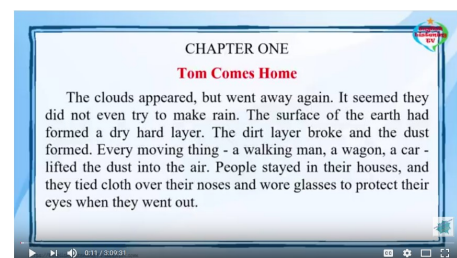 CHAPTER ONE
Tom Comes Home
The clouds appeared, but went away again. It seemed they
did not even try to make rain. The surface of the earth had
formed a dry hard layer. The dirt layer broke and the dust
formed. Every moving thing - a walking man, a wagon, a car -
lifted the dust into the air. People stayed in their houses, and
they tied cloth over their noses and wore glasses to protect their
eyes when they went out.
0:11 / 3:09:31